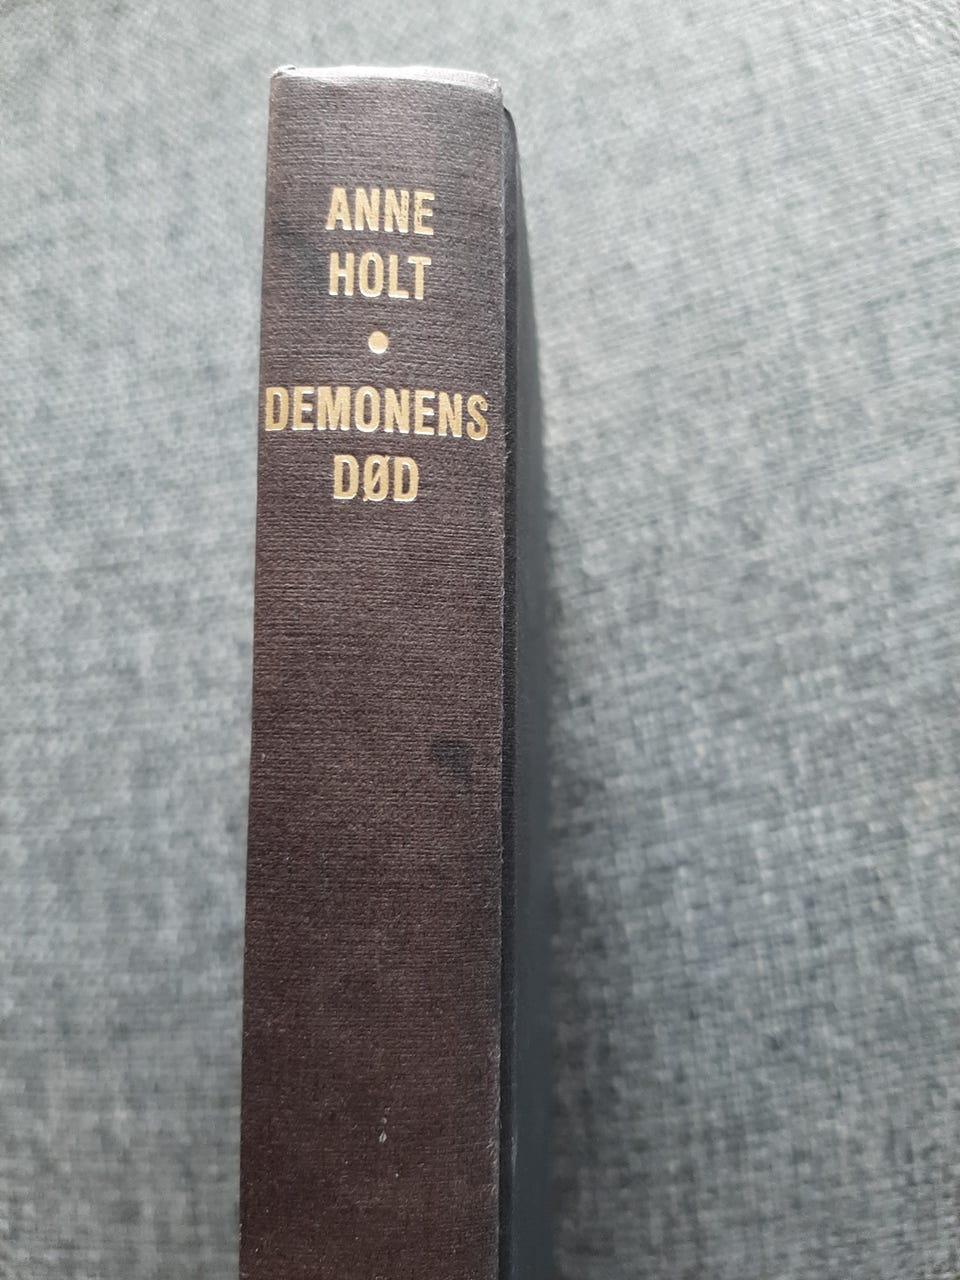 ANNE
HOLT
•
DEMONENS
DØD